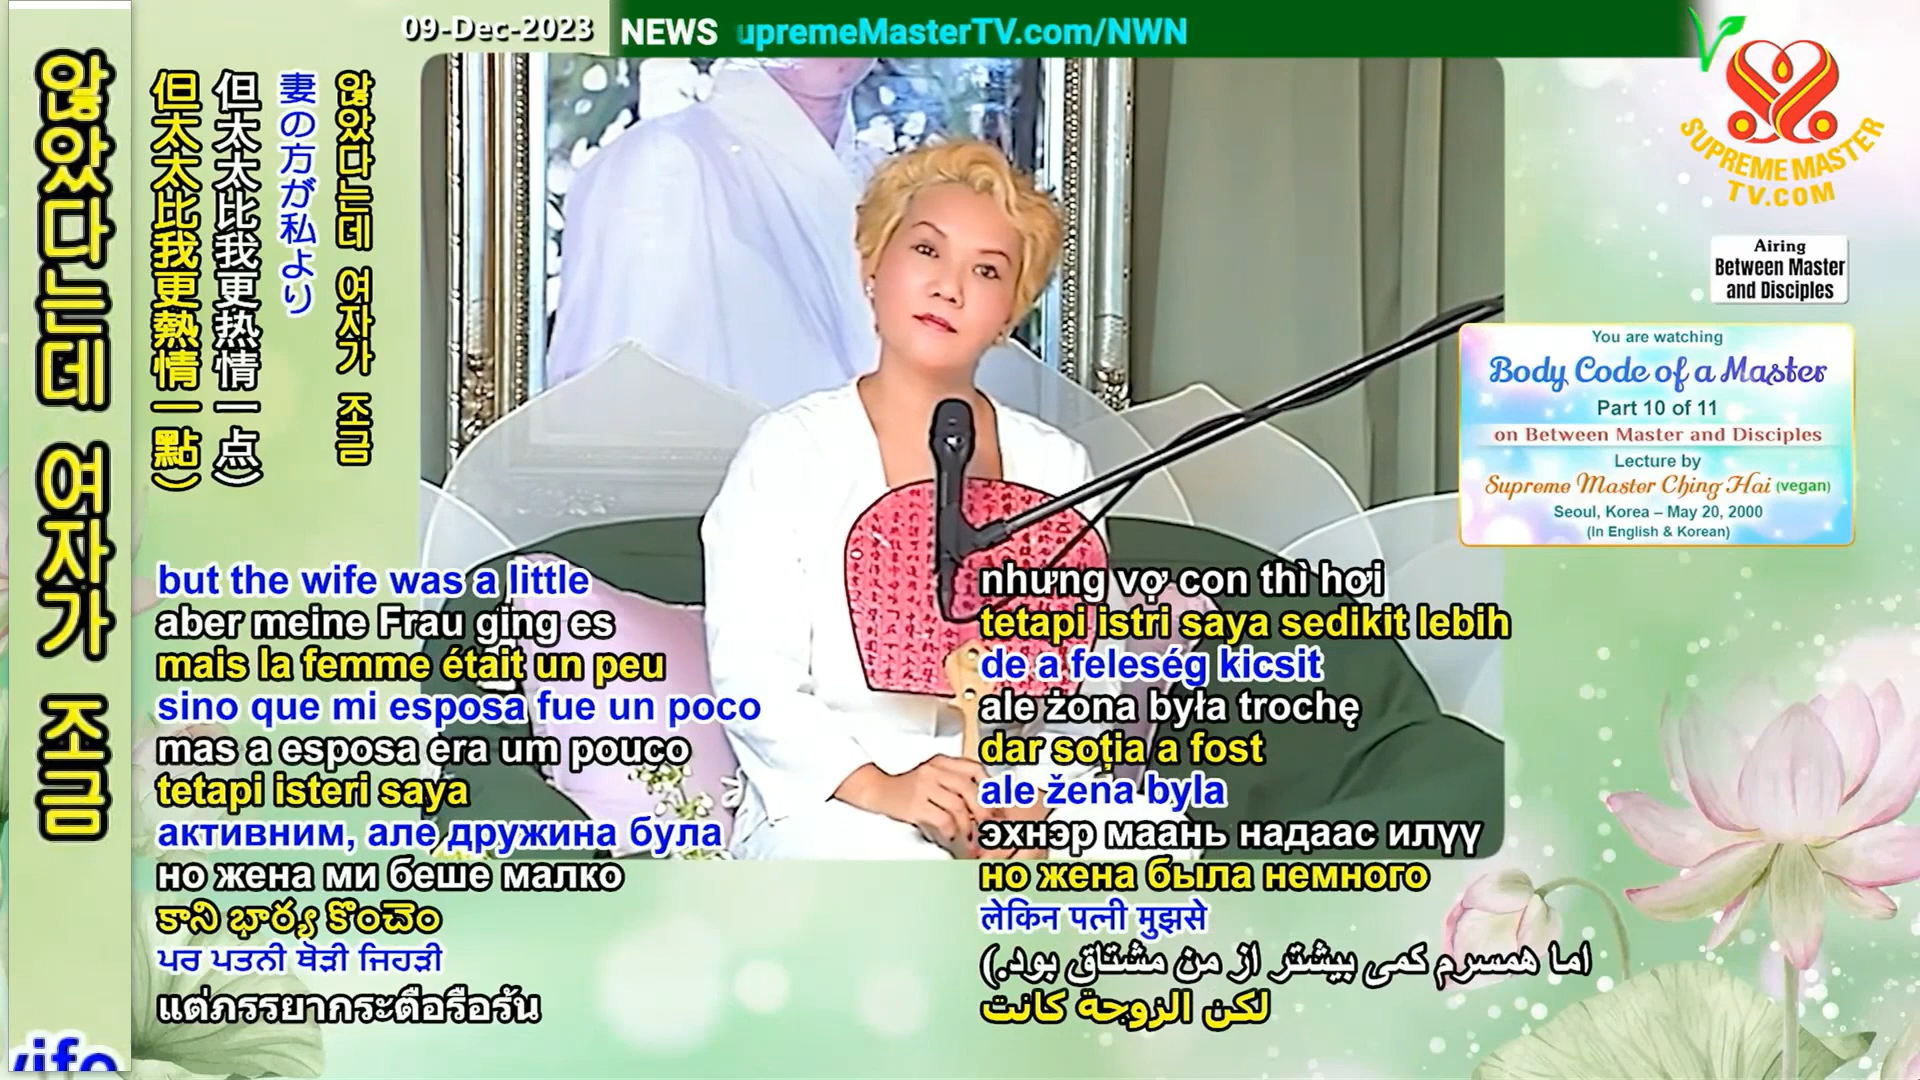 09-Dec-2023
NEWS upremeMasterTV.com/NWN
SUPREME MASTER
TV.COM
Airing
Between Master
and Disciples
You are watching
Body Code of a Master
Part 10 of 11
on Between Master and Disciples
Lecture by
Supreme Master Ching Hai (vegan)
Seoul, Korea – May 20, 2000
(In English & Korean)
않았다는데 여자가 조금
但太太比我更熱情一點）
但太太比我更热情一点）
妻の方が私より
않았다는데 여자가 조금
but the wife was a little
aber meine Frau ging es
mais la femme était un peu
sino que mi esposa fue un poco
mas a esposa era um pouco
tetapi isteri saya
активним, але дружина була
но жена ми беше малко
కాని భార్య కొంచెం
ਪਰ ਪਤਨੀ ਥੋੜੀ ਜਿਹੜੀ
แต่ภรรยากระตือรือร้น
nhưng vợ con thì hơi
tetapi istri saya sedikit lebih
de a feleség kicsit
ale żona była trochę
dar soția a fost
ale žena byla
эхнэр маань надаас илүү
но жена была немного
लेकिन पत्नी मुझसे
اما همسرم کمی بیشتر از من مشتاق بود.)
لكن الزوجة كانت
wife